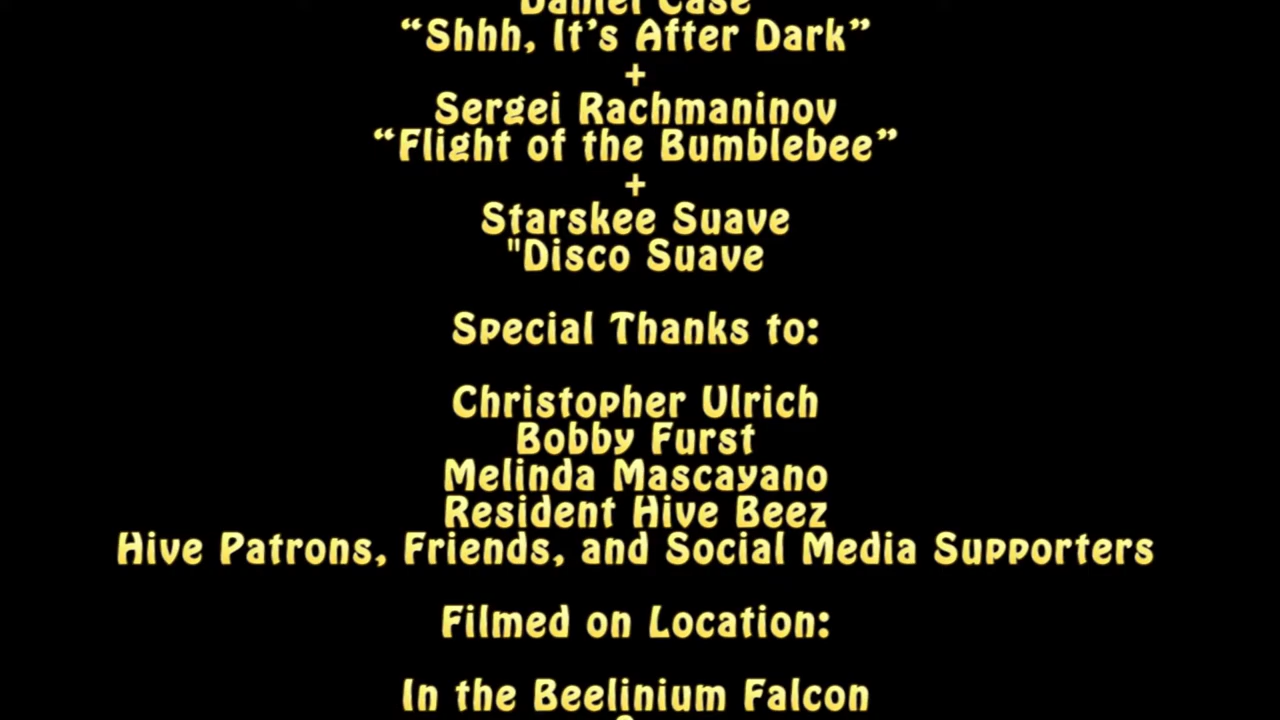 Daniel Case
“Shhh, It’s After Dark”
+
Sergei Rachmaninov
“Flight of the Bumblebee”
+
Starskee Suave
"Disco Suave
Special Thanks to:
Christopher Ulrich
Bobby Furst
Melinda Mascayano
Resident Hive Beez
Hive Patrons, Friends, and Social Media Supporters
Filmed on Location:
In the Beelinium Falcon